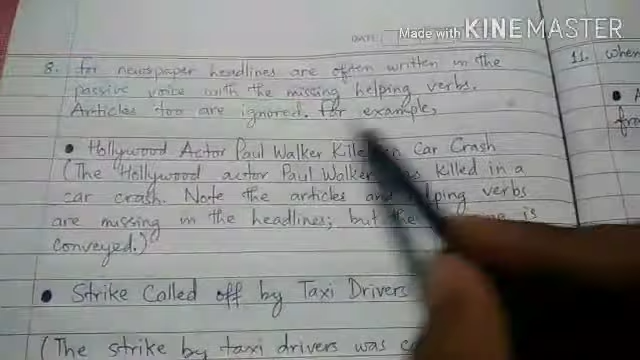 Made with KINEMASTER
DATE:
8. For newspaper headlines are often written in the
passive voice with the missing helping verbs.
Articles too are ignored. For example,
• Hollywood Actor Paul Walker Car Crash
(The Hollywood actor Paul Walker killed in a
car crash. Note the articles verbs
are missing in the headlines; but the is
conveyed.)
• Strike Called off by Taxi Drivers
(The strike by taxi drivers was
11. When
• A